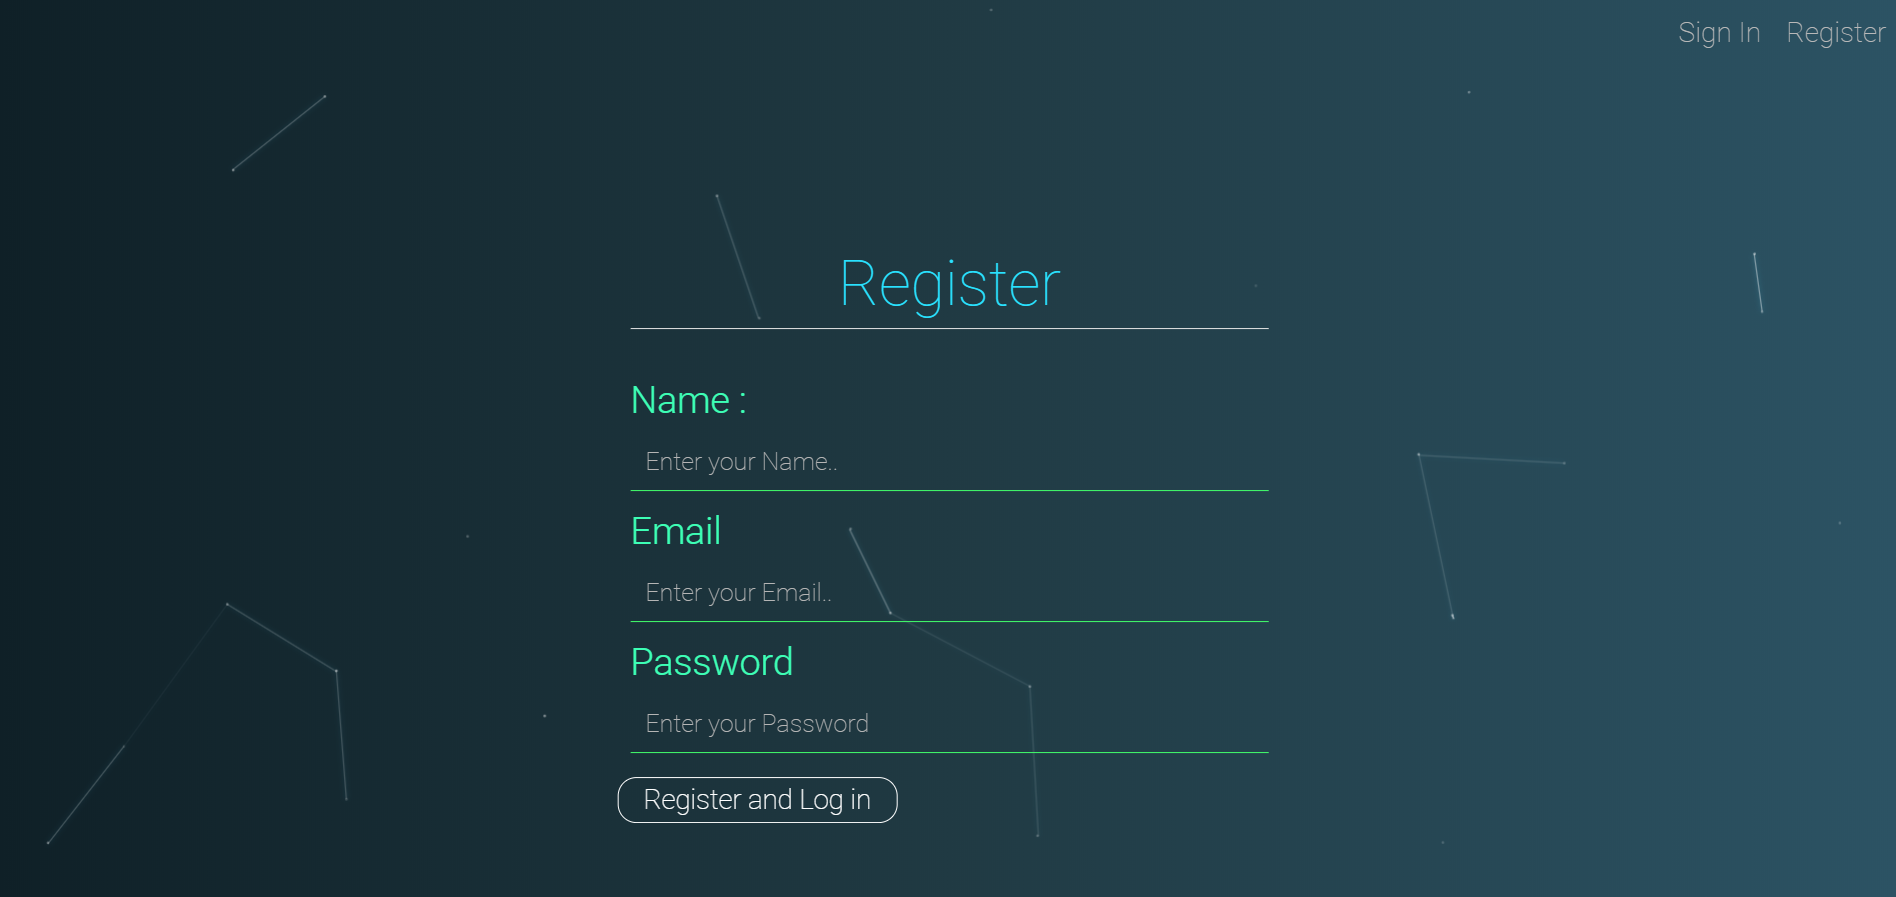 Sign In Register
Register
Name :
Enter your Name..
Email
Enter your Email..
Password
Enter your Password
Register and Log in